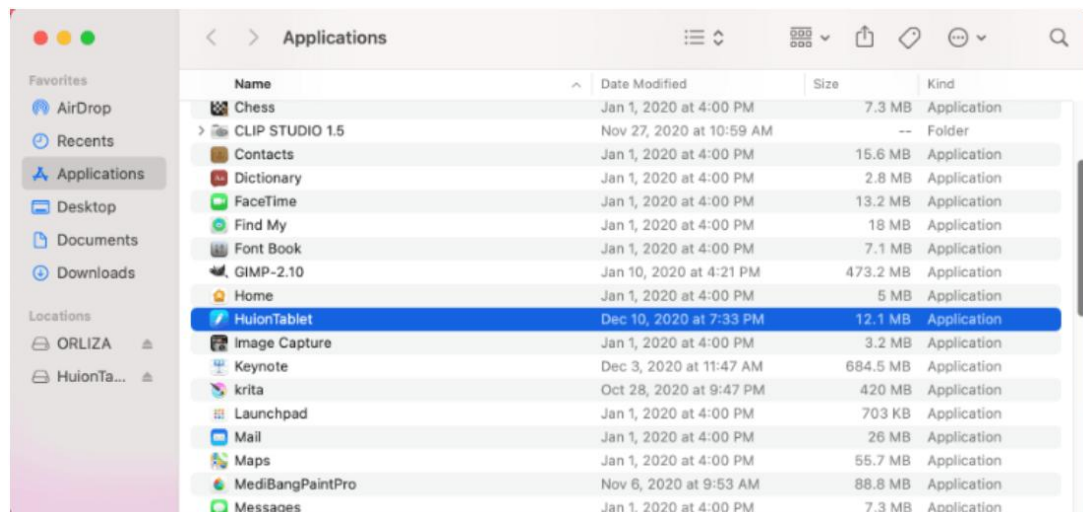 Applications
Favorites
AirDrop
Recents
Applications
Desktop
Documents
Downloads
Locations
ORLIZA
HuionTa...
Name Date Modified Size Kind
Chess Jan 1, 2020 at 4:00 PM 7.3 MB Application
CLIP STUDIO 1.5 Nov 27, 2020 at 10:59 AM -- Folder
Contacts Jan 1, 2020 at 4:00 PM 15.6 MB Application
Dictionary Jan 1, 2020 at 4:00 PM 2.8 MB Application
FaceTime Jan 1, 2020 at 4:00 PM 13.2 MB Application
Find My Jan 1, 2020 at 4:00 PM 18 MB Application
Font Book Jan 1, 2020 at 4:00 PM 7.1 MB Application
GIMP-2.10 Jan 10, 2020 at 4:21 PM 473.2 MB Application
Home Jan 1, 2020 at 4:00 PM 5 MB Application
HuionTablet Dec 10, 2020 at 7:33 PM 12.1 MB Application
Image Capture Jan 1, 2020 at 4:00 PM 3.2 MB Application
Keynote Dec 3, 2020 at 11:47 AM 684.5 MB Application
krita Oct 28, 2020 at 9:47 PM 420 MB Application
Launchpad Jan 1, 2020 at 4:00 PM 703 KB Application
Mail Jan 1, 2020 at 4:00 PM 26 MB Application
Maps Jan 1, 2020 at 4:00 PM 55.7 MB Application
MediBangPaintPro Nov 6, 2020 at 9:53 AM 88.8 MB Application
Messages Jan 1, 2020 at 4:00 PM 7.3 MB Application